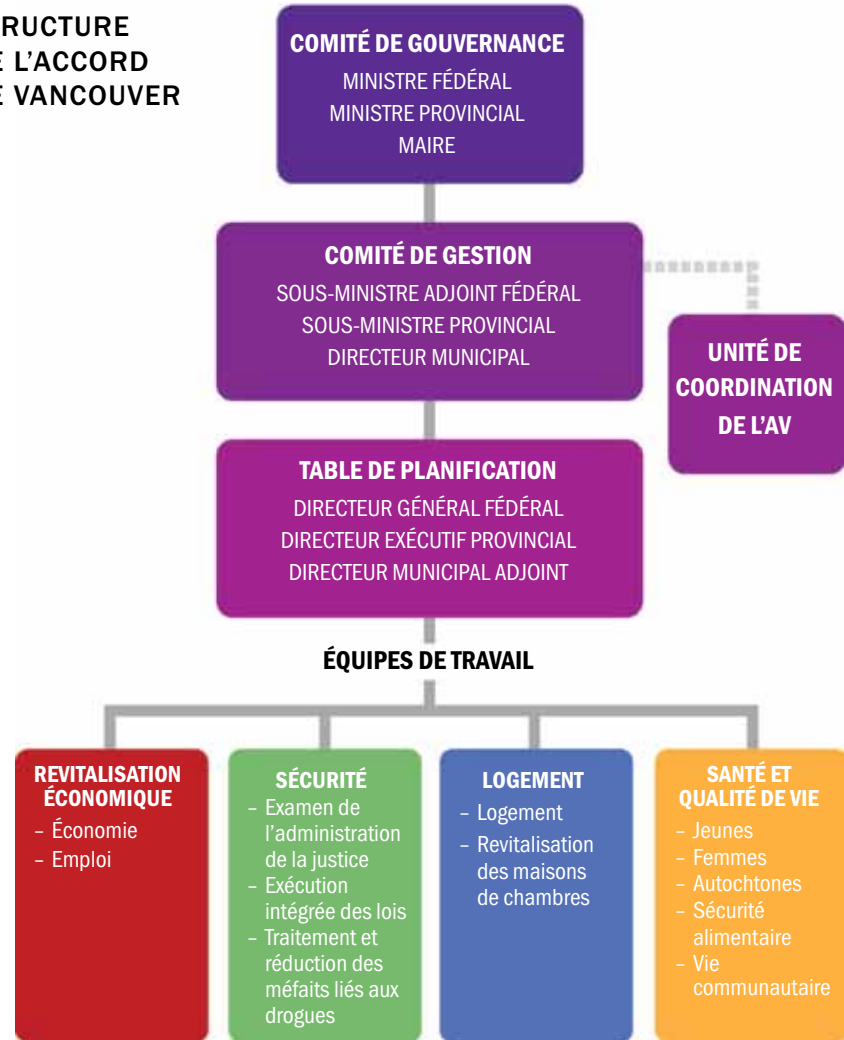 RUCTURE
L'ACCORD
VANCOUVER
COMITÉ DE GOUVERNANCE
MINISTRE FÉDÉRAL
MINISTRE PROVINCIAL
MAIRE
COMITÉ DE GESTION
SOUS-MINISTRE ADJOINT FÉDÉRAL
SOUS-MINISTRE PROVINCIAL
DIRECTEUR MUNICIPAL
UNITÉ DE
COORDINATION
DE L'AV
TABLE DE PLANIFICATION
DIRECTEUR GÉNÉRAL FÉDÉRAL
DIRECTEUR EXÉCUTIF PROVINCIAL
DIRECTEUR MUNICIPAL ADJOINT
ÉQUIPES DE TRAVAIL
REVITALISATION
ÉCONOMIQUE
– Économie
– Emploi
SÉCURITÉ
– Examen de
l'administration
de la justice
– Exécution
intégrée des lois
– Traitement et
réduction des
méfaits liés aux
drogues
LOGEMENT
– Logement
– Revitalisation
des maisons
de chambres
SANTÉ ET
QUALITÉ DE VIE
– Jeunes
– Femmes
– Autochtones
– Sécurité
alimentaire
– Vie
communautaire